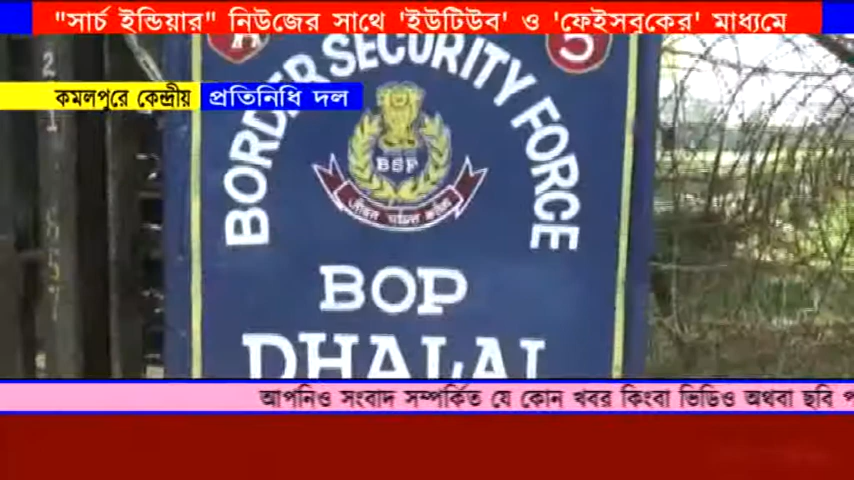 "সার্চ ইন্ডিয়ার" নিউজের সাথে 'ইউটিউব' ও 'ফেইসবুকের' মাধ্যমে
কমলপুরে কেন্দ্রীয় প্রতিনিধি দল
BORDER SECURITY FORCE
BSF
BOP
DHALAI
আপনিও সংবাদ সম্পর্কিত যে কোন খবর কিংবা ভিডিও অথবা ছবি